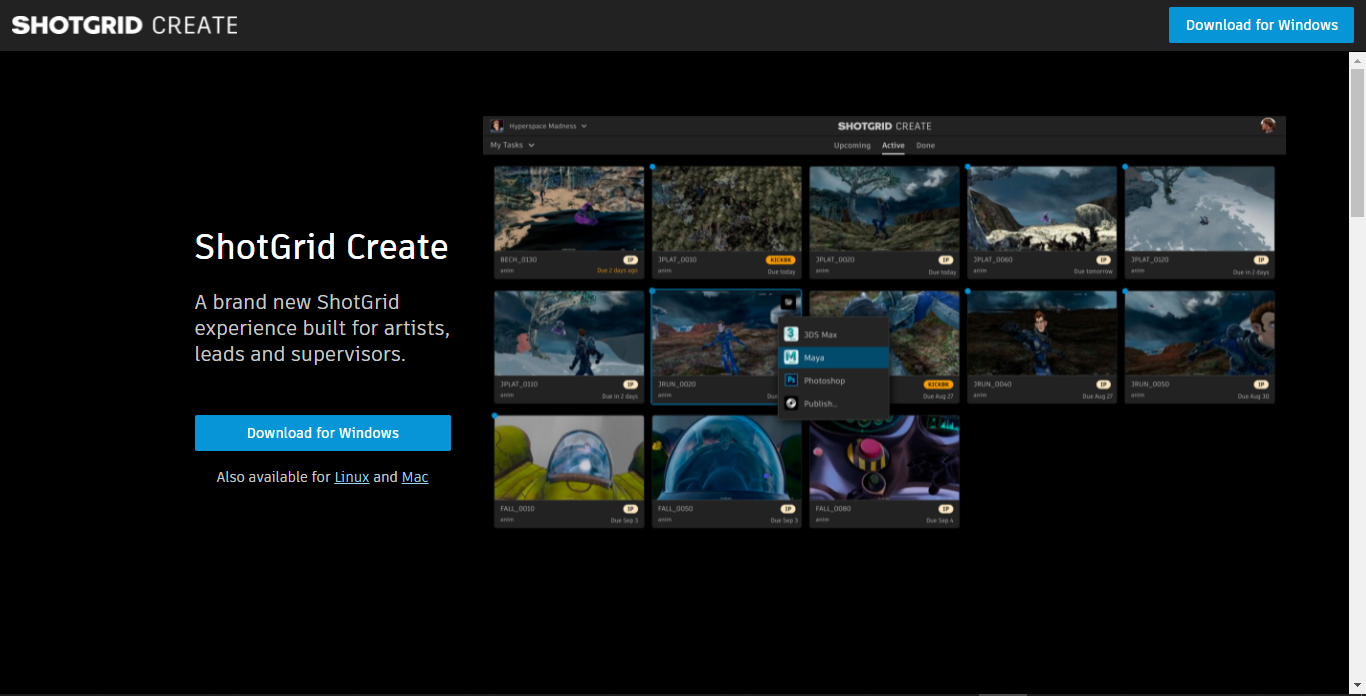 SHOTGRID CREATE
Download for Windows
ShotGrid Create
A brand new ShotGrid
experience built for artists,
leads and supervisors.
Download for Windows
Also available for Linux and Mac
Hyperspace Madness
SHOTGRID CREATE
My Tasks
Upcoming Active Done
BECH_0130 IP
anim Due 2 days ago
JPLAT_0010 KICKBK
anim Due today
JPLAT_0020 IP
anim Due today
JPLAT_0060 IP
anim Due tomorrow
JPLAT_0120 IP
anim Due in 2 days
JPLAT_0110 IP
anim Due in 2 days
JRUN_0020
anim
3DS Max
Maya
Photoshop
Publish...
KICKBK
Due Aug 27
JRUN_0040 IP
anim Due Aug 27
JRUN_0050 IP
anim Due Aug 30
FALL_0010 IP
anim Due Sep 3
FALL_0050 IP
anim Due Sep 3
FALL_0080 IP
anim Due Sep 4